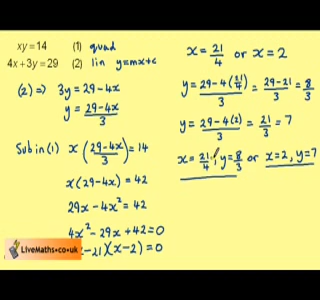 xy = 14 (1) quad
4x + 3y = 29 (2) lin y=mx+c
(2) ⇒ 3y = 29 - 4x
y = (29-4x)/3
Sub in (1) x((29-4x)/3) = 14
x(29-4x) = 42
29x - 4x² = 42
4x² - 29x + 42 = 0
-21)(x-2) = 0
x = 21/4 or x = 2
y = (29-4(21/4))/3 = (29-21)/3 = 8/3
y = (29-4(2))/3 = 21/3 = 7
x = 21/4, y = 8/3 or x=2, y=7
LiveMaths.co.uk